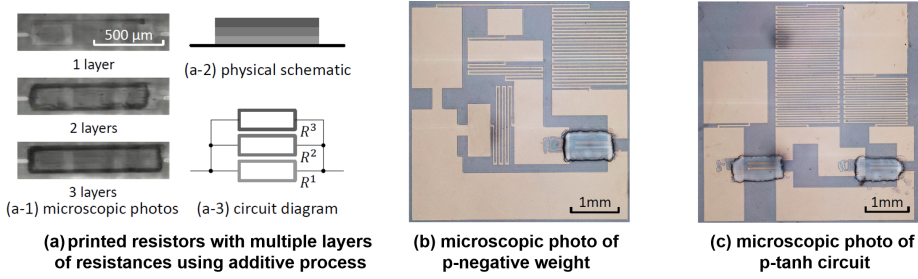 500 µm
1 layer
2 layers
3 layers
(a-1) microscopic photos
(a-2) physical schematic
R³
R²
R¹
(a-3) circuit diagram
(a) printed resistors with multiple layers
of resistances using additive process
1mm
(b) microscopic photo of
p-negative weight
1mm
(c) microscopic photo of
p-tanh circuit